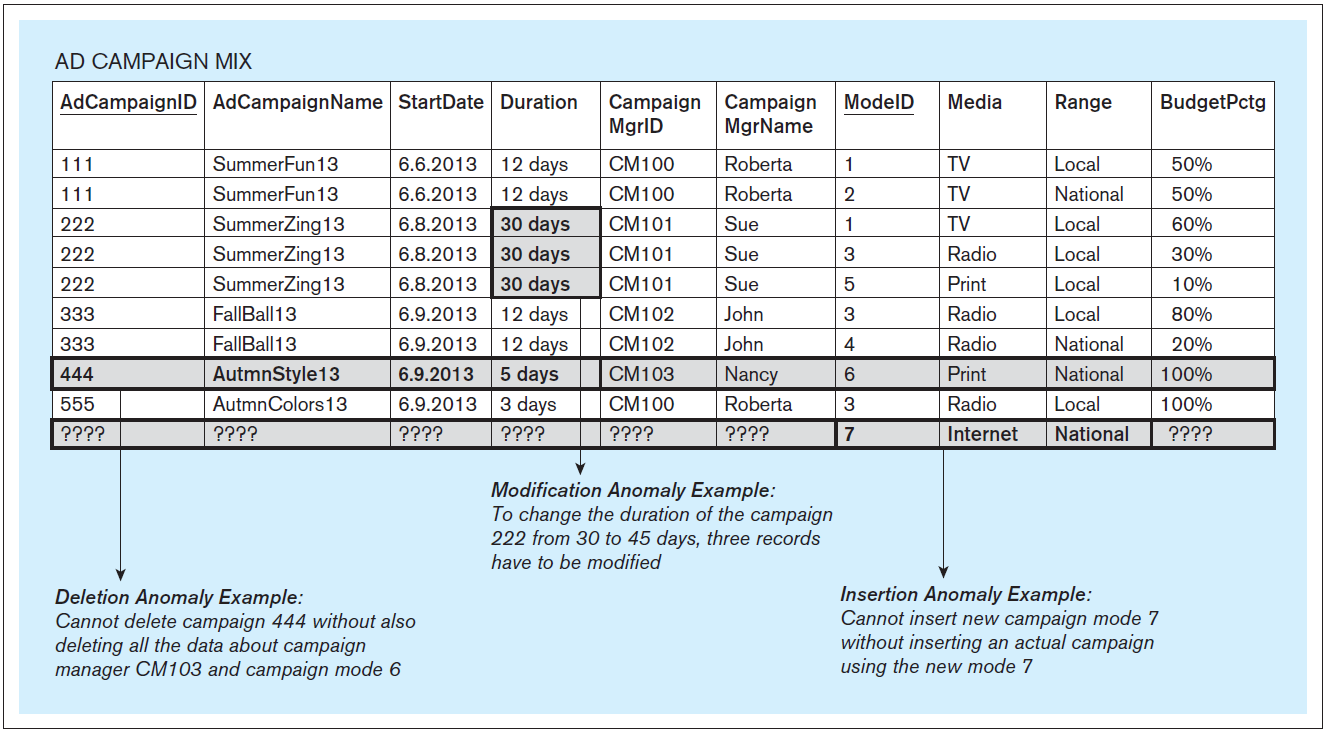 AD CAMPAIGN MIX
AdCampaignID AdCampaignName StartDate Duration Campaign MgrID Campaign MgrName ModeID Media Range BudgetPctg
111 SummerFun13 6.6.2013 12 days CM100 Roberta 1 TV Local 50%
111 SummerFun13 6.6.2013 12 days CM100 Roberta 2 TV National 50%
222 SummerZing13 6.8.2013 30 days CM101 Sue 1 TV Local 60%
222 SummerZing13 6.8.2013 30 days CM101 Sue 3 Radio Local 30%
222 SummerZing13 6.8.2013 30 days CM101 Sue 5 Print Local 10%
333 FallBall13 6.9.2013 12 days CM102 John 3 Radio Local 80%
333 FallBall13 6.9.2013 12 days CM102 John 4 Radio National 20%
444 AutmnStyle13 6.9.2013 5 days CM103 Nancy 6 Print National 100%
555 AutmnColors13 6.9.2013 3 days CM100 Roberta 3 Radio Local 100%
???? ???? ???? ???? ???? ???? 7 Internet National ????
Modification Anomaly Example:
To change the duration of the campaign
222 from 30 to 45 days, three records
have to be modified
Deletion Anomaly Example:
Cannot delete campaign 444 without also
deleting all the data about campaign
manager CM103 and campaign mode 6
Insertion Anomaly Example:
Cannot insert new campaign mode 7
without inserting an actual campaign
using the new mode 7